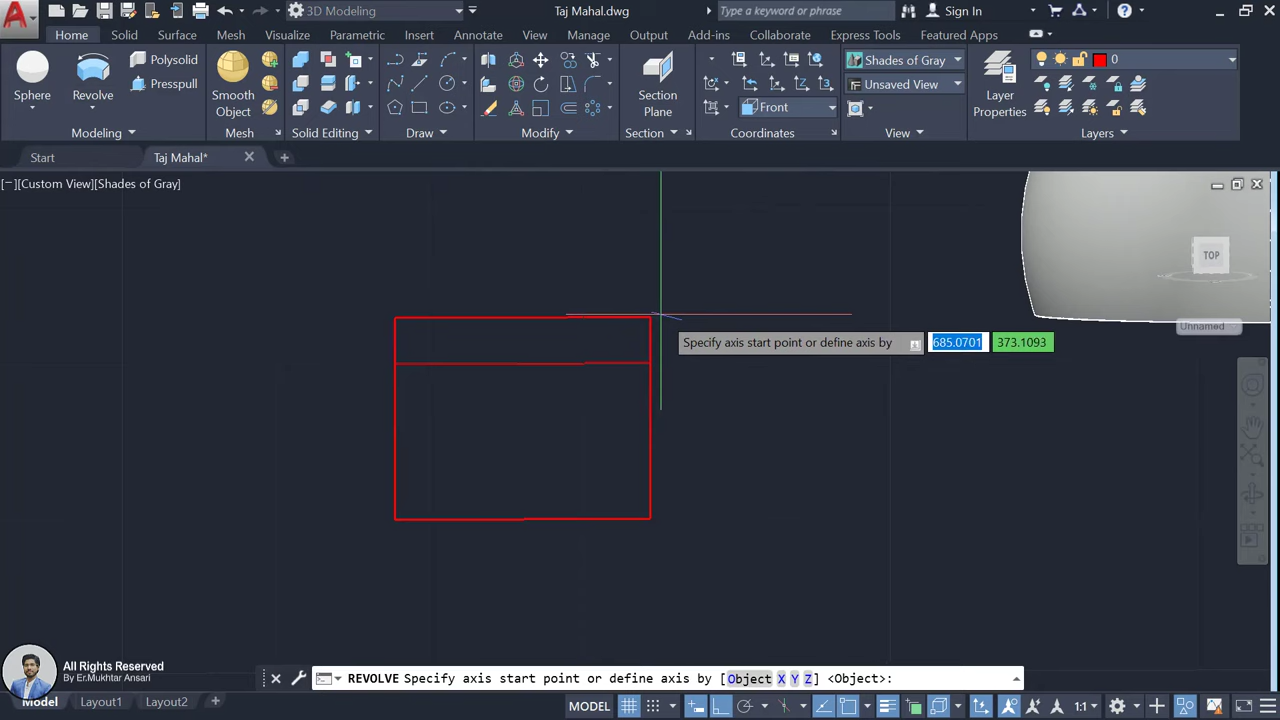 3D Modeling
Taj Mahal.dwg
Type a keyword or phrase
Sign In
Home
Solid
Surface
Mesh
Visualize
Parametric
Insert
Annotate
View
Manage
Output
Add-ins
Collaborate
Express Tools
Featured Apps
Sphere
Revolve
Polysolid
Presspull
Smooth
Object
Section
Plane
Shades of Gray
Unsaved View
Front
Layer
Properties
0
Modeling
Mesh
Solid Editing
Draw
Modify
Section
Coordinates
View
Layers
Start
Taj Mahal*
[−][Custom View][Shades of Gray]
TOP
Unnamed
Specify axis start point or define axis by
685.0701
373.1093
All Rights Reserved
By Er.Mukhtar Ansari
REVOLVE Specify axis start point or define axis by [Object X Y Z] <Object>:
Model
Layout1
Layout2
MODEL
1:1